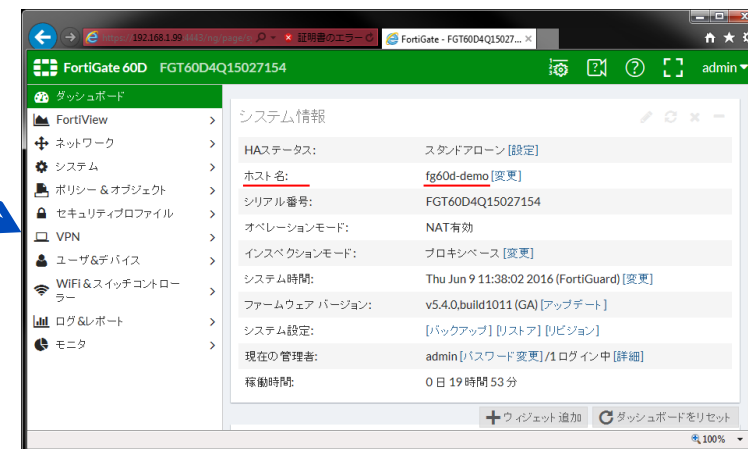 https://192.168.1.99:4443/ng/page/s 証明書のエラー FortiGate - FGT60D4Q15027...
FortiGate 60D FGT60D4Q15027154 admin
ダッシュボード
FortiView
ネットワーク
システム
ポリシー & オブジェクト
セキュリティプロファイル
VPN
ユーザ&デバイス
WiFi & スイッチコントロー
ラー
ログ&レポート
モニタ
システム情報
HAステータス: スタンドアローン [設定]
ホスト名: fg60d-demo [変更]
シリアル番号: FGT60D4Q15027154
オペレーションモード: NAT有効
インスペクションモード: プロキシベース [変更]
システム時間: Thu Jun 9 11:38:02 2016 (FortiGuard) [変更]
ファームウェア バージョン: v5.4.0,build1011 (GA) [アップデート]
システム設定: [バックアップ] [リストア] [リビジョン]
現在の管理者: admin [パスワード変更] /1 ログイン中 [詳細]
稼働時間: 0 日 19 時間 53 分
ウィジェット追加 ダッシュボードをリセット
100%